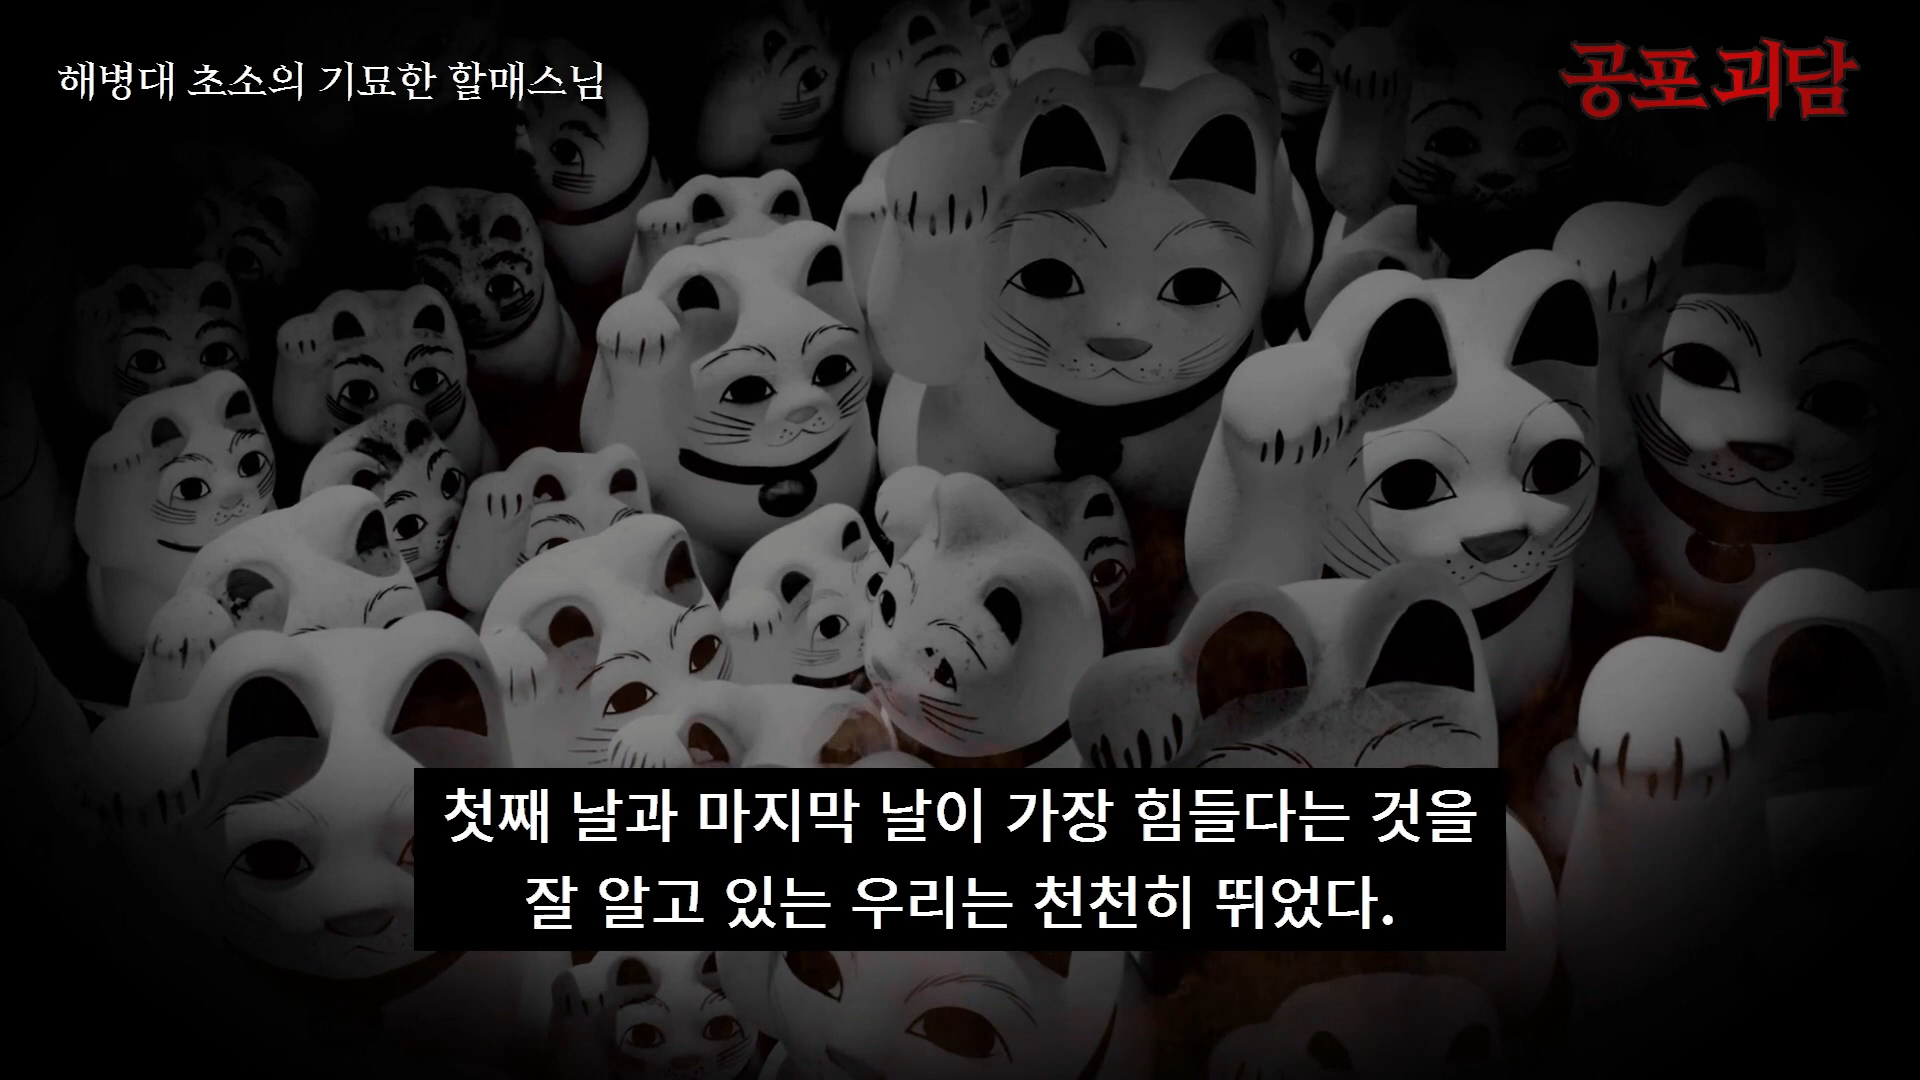 해병대 초소의 기묘한 할매스님
공포괴담
첫째 날과 마지막 날이 가장 힘들다는 것을
잘 알고 있는 우리는 천천히 뛰었다.